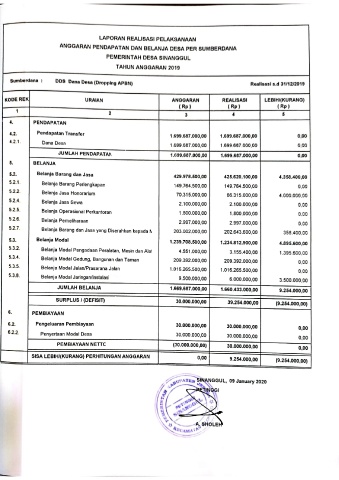 LAPORAN REALISASI PELAKSANAAN
ANGGARAN PENDAPATAN DAN BELANJA DESA PER SUMBERDANA
PEMERINTAH DESA SINANGGUL
TAHUN ANGGARAN 2019
Sumberdana : DDS Dana Desa (Dropping APBN) Realisasi s.d 31/12/2019
KODE REK URAIAN ANGGARAN ( Rp ) REALISASI ( Rp ) LEBIH/(KURANG) ( Rp )
1 2 3 4 5
4. PENDAPATAN
4.2. Pendapatan Transfer 1.699.687.000,00 1.699.687.000,00 0,00
4.2.1. Dana Desa 1.699.687.000,00 1.699.687.000,00 0,00
JUMLAH PENDAPATAN 1.699.687.000,00 1.699.687.000,00 0,00
5. BELANJA
5.2. Belanja Barang dan Jasa 429.978.500,00 425.620.100,00 4.358.400,00
5.2.1. Belanja Barang Perlengkapan 149.764.500,00 149.764.500,00 0,00
5.2.2. Belanja Jasa Honorarium 70.315.000,00 66.315.000,00 4.000.000,00
5.2.4. Belanja Jasa Sewa 2.100.000,00 2.100.000,00 0,00
5.2.5. Belanja Operasional Perkantoran 1.800.000,00 1.800.000,00 0,00
5.2.6. Belanja Pemeliharaan 2.997.000,00 2.997.000,00 0,00
5.2.7. Belanja Barang dan Jasa yang Diserahkan kepada M 203.002.000,00 202.643.600,00 358.400,00
5.3. Belanja Modal 1.239.708.500,00 1.234.812.900,00 4.895.600,00
5.3.2. Belanja Modal Pengadaan Peralatan, Mesin dan Alat 4.551.000,00 3.155.400,00 1.395.600,00
5.3.4. Belanja Modal Gedung, Bangunan dan Taman 209.392.000,00 209.392.000,00 0,00
5.3.5. Belanja Modal Jalan/Prasarana Jalan 1.016.265.500,00 1.016.265.500,00 0,00
5.3.8. Belanja Modal Jaringan/Instalasi 9.500.000,00 6.000.000,00 3.500.000,00
JUMLAH BELANJA 1.669.687.000,00 1.660.433.000,00 9.254.000,00
SURPLUS / (DEFISIT) 30.000.000,00 39.254.000,00 (9.254.000,00)
6. PEMBIAYAAN
6.2. Pengeluaran Pembiayaan 30.000.000,00 30.000.000,00 0,00
6.2.2. Penyertaan Modal Desa 30.000.000,00 30.000.000,00 0,00
PEMBIAYAAN NETTO (30.000.000,00) (30.000.000,00) 0,00
SISA LEBIH/(KURANG) PERHITUNGAN ANGGARAN 0,00 9.254.000,00 (9.254.000,00)
SINANGGUL, 09 January 2020
PETINGGI
A. SHOLEH